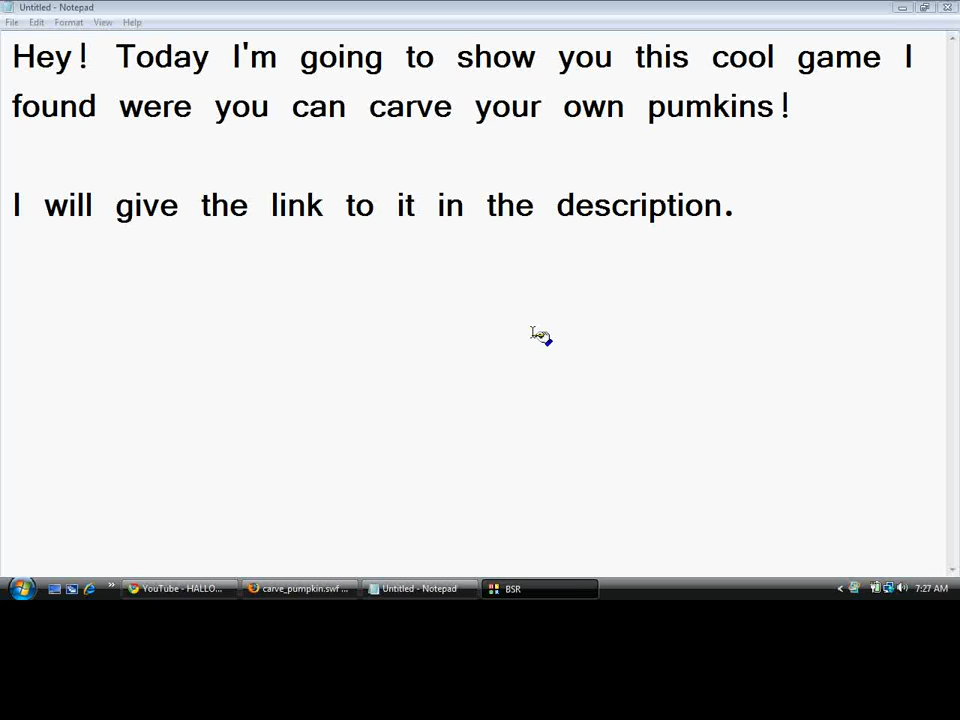 Untitled - Notepad
File Edit Format View Help
Hey! Today I'm going to show you this cool game I
found were you can carve your own pumkins!
I will give the link to it in the description.
YouTube - HALLO... carve_pumpkin.swf ... Untitled - Notepad BSR 7:27 AM